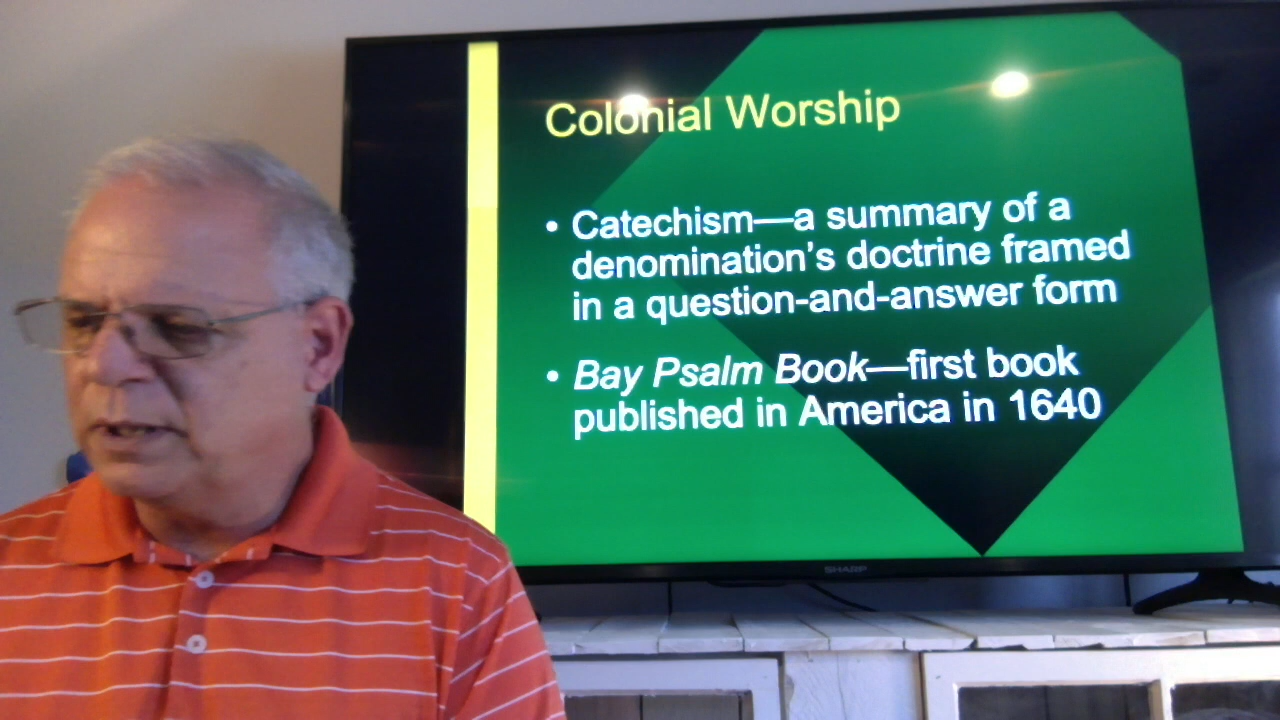 Colonial Worship
• Catechism—a summary of a
denomination's doctrine framed
in a question-and-answer form
• Bay Psalm Book—first book
published in America in 1640
SHARP